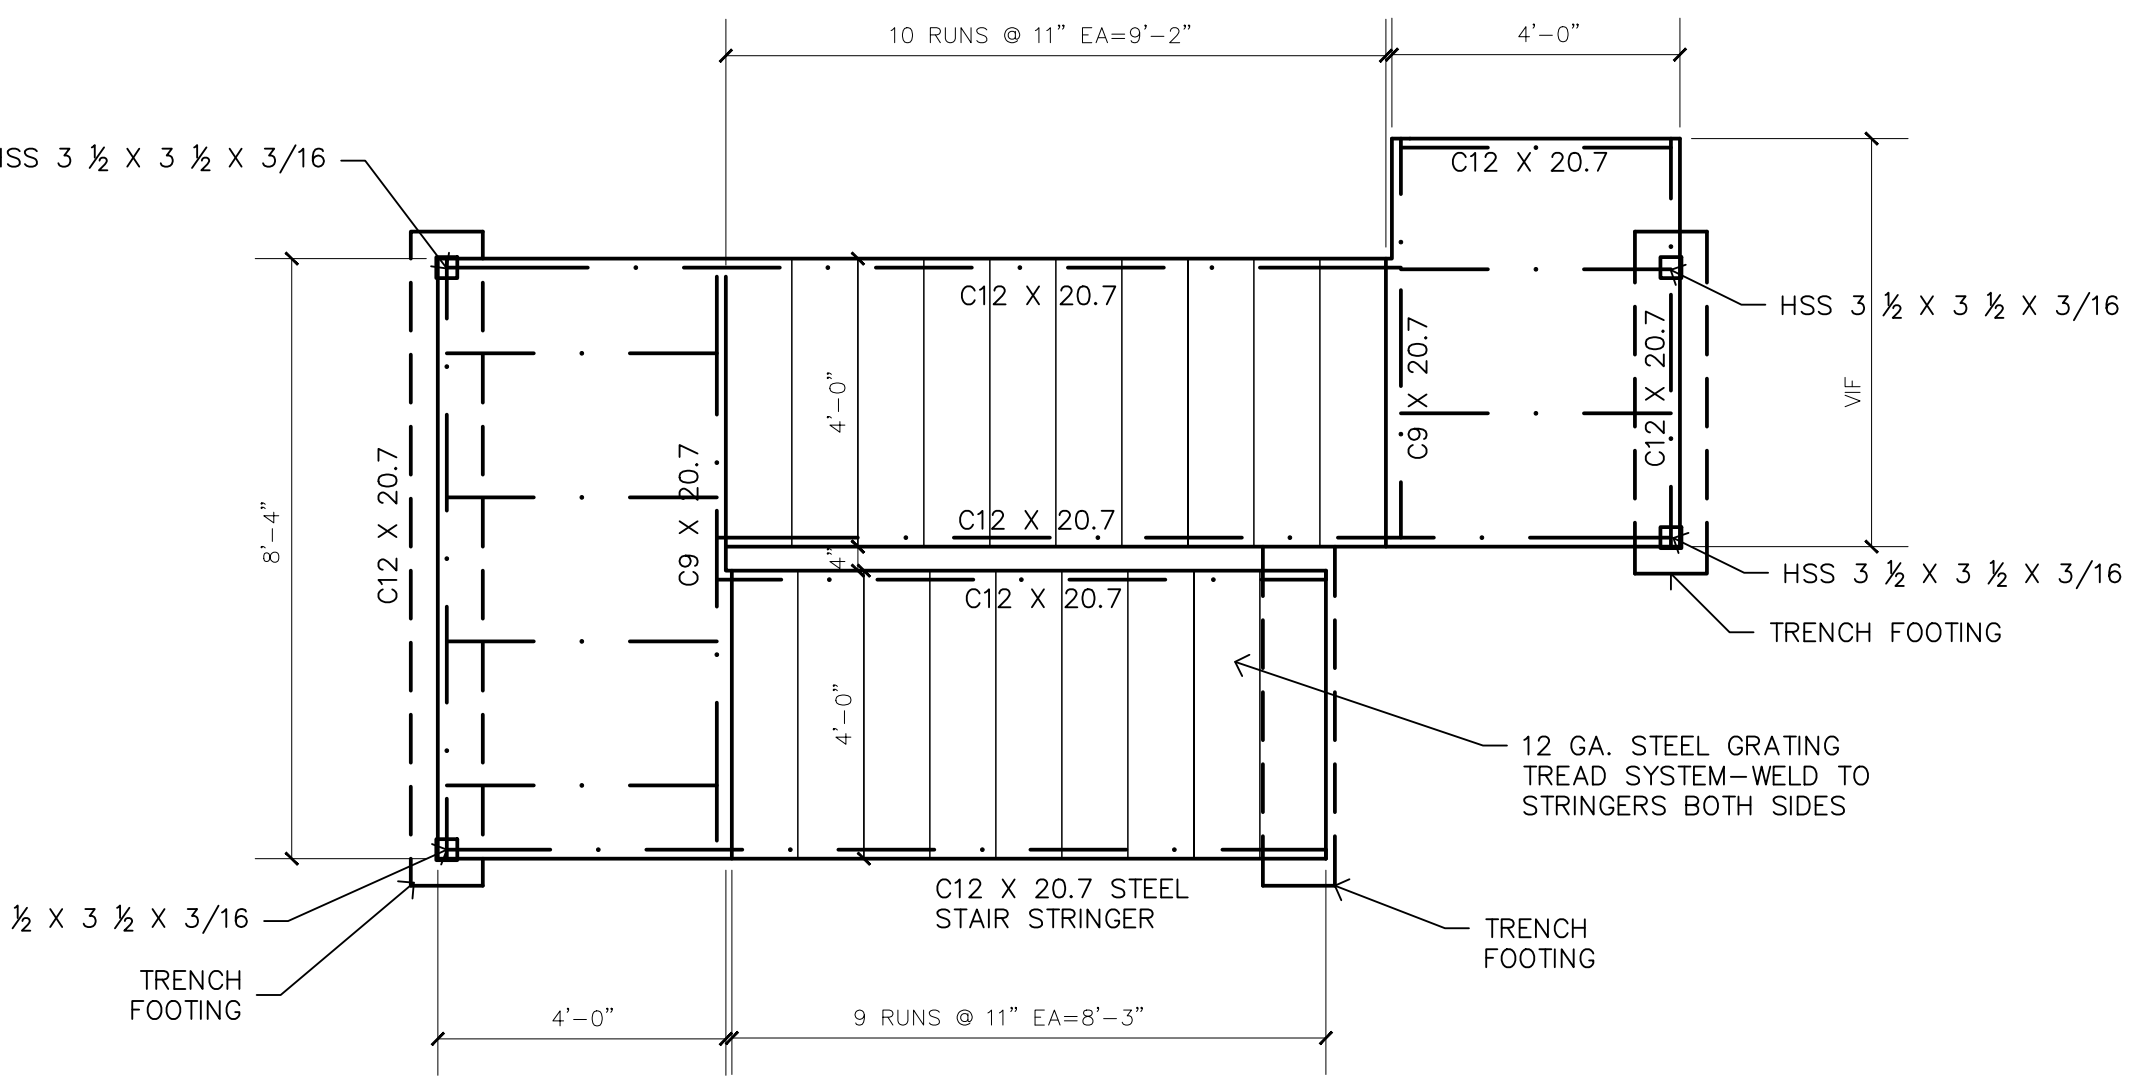 10 RUNS @ 11” EA=9’-2”
4’-0”
HSS 3 ½ X 3 ½ X 3/16
C12 X 20.7
C12 X 20.7
HSS 3 ½ X 3 ½ X 3/16
C9 X 20.7
C12 X 20.7
VIF
4’-0”
8’-4”
C12 X 20.7
C9 X 20.7
C12 X 20.7
4”
C12 X 20.7
HSS 3 ½ X 3 ½ X 3/16
TRENCH FOOTING
4’-0”
12 GA. STEEL GRATING
TREAD SYSTEM-WELD TO
STRINGERS BOTH SIDES
C12 X 20.7 STEEL
STAIR STRINGER
½ X 3 ½ X 3/16
TRENCH
FOOTING
TRENCH
FOOTING
4’-0”
9 RUNS @ 11” EA=8’-3”